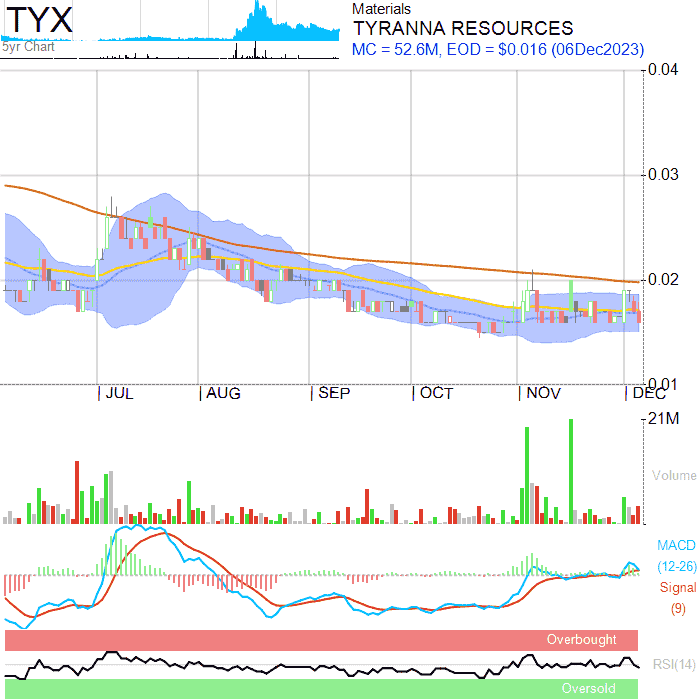 TYX
5yr Chart
Materials
TYRANNA RESOURCES
MC = 52.6M, EOD = $0.016 (06Dec2023)
0.04
0.03
0.02
0.01
JUL AUG SEP OCT NOV DEC
21M
Volume
MACD
(12-26)
Signal
(9)
Overbought
RSI(14)
Oversold